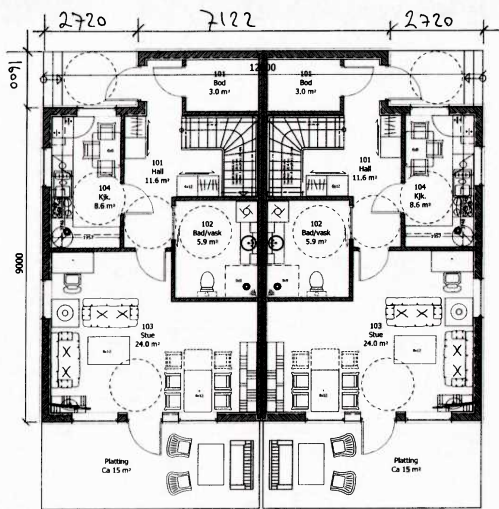 2720 7122 2720
1600
12
101
Bod
3.0 m²
101
Bod
3.0 m²
101
Hall
11.6 m²
101
Hall
11.6 m²
104
Kjk.
8.6 m²
104
Kjk.
8.6 m²
102
Bad/vask
5.9 m²
102
Bad/vask
5.9 m²
9000
103
Stue
24.0 m²
103
Stue
24.0 m²
Platting
Ca 15 m²
Platting
Ca 15 m²